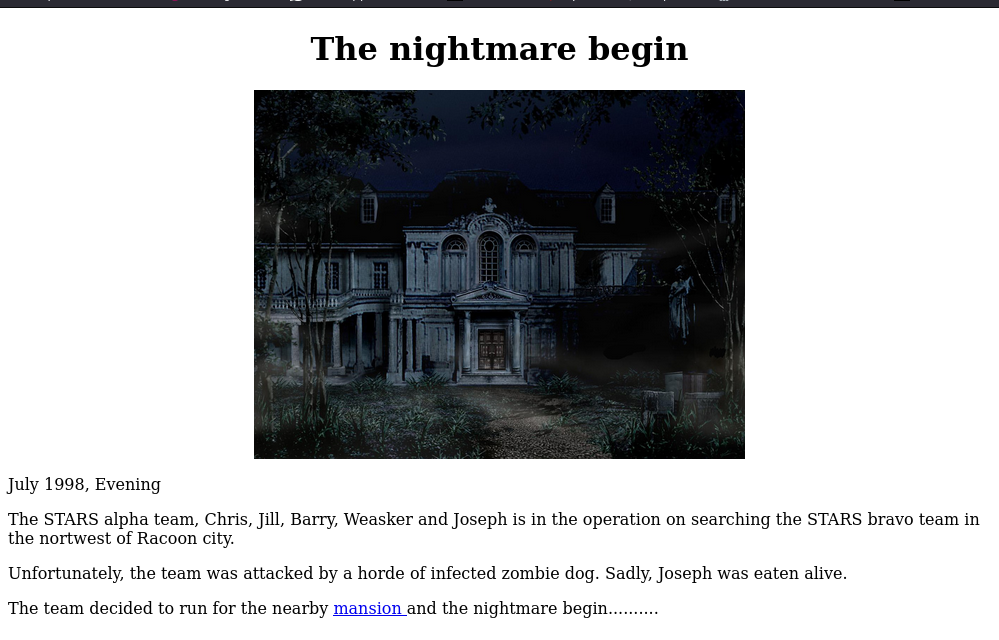 The nightmare begin
July 1998, Evening
The STARS alpha team, Chris, Jill, Barry, Weasker and Joseph is in the operation on searching the STARS bravo team in
the nortwest of Racoon city.
Unfortunately, the team was attacked by a horde of infected zombie dog. Sadly, Joseph was eaten alive.
The team decided to run for the nearby mansion and the nightmare begin..........